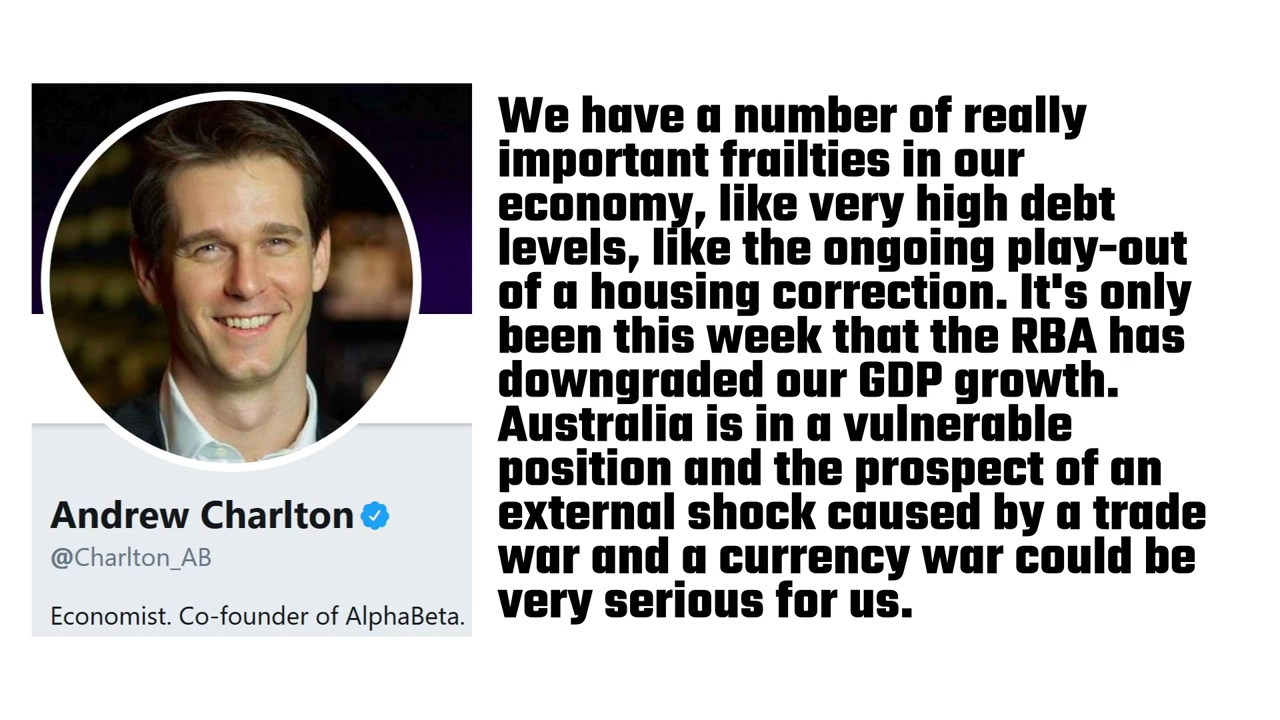 We have a number of really
important frailties in our
economy, like very high debt
levels, like the ongoing play-out
of a housing correction. It's only
been this week that the RBA has
downgraded our GDP growth.
Australia is in a vulnerable
position and the prospect of an
external shock caused by a trade
war and a currency war could be
very serious for us.
Andrew Charlton
@Charlton_AB
Economist. Co-founder of AlphaBeta.